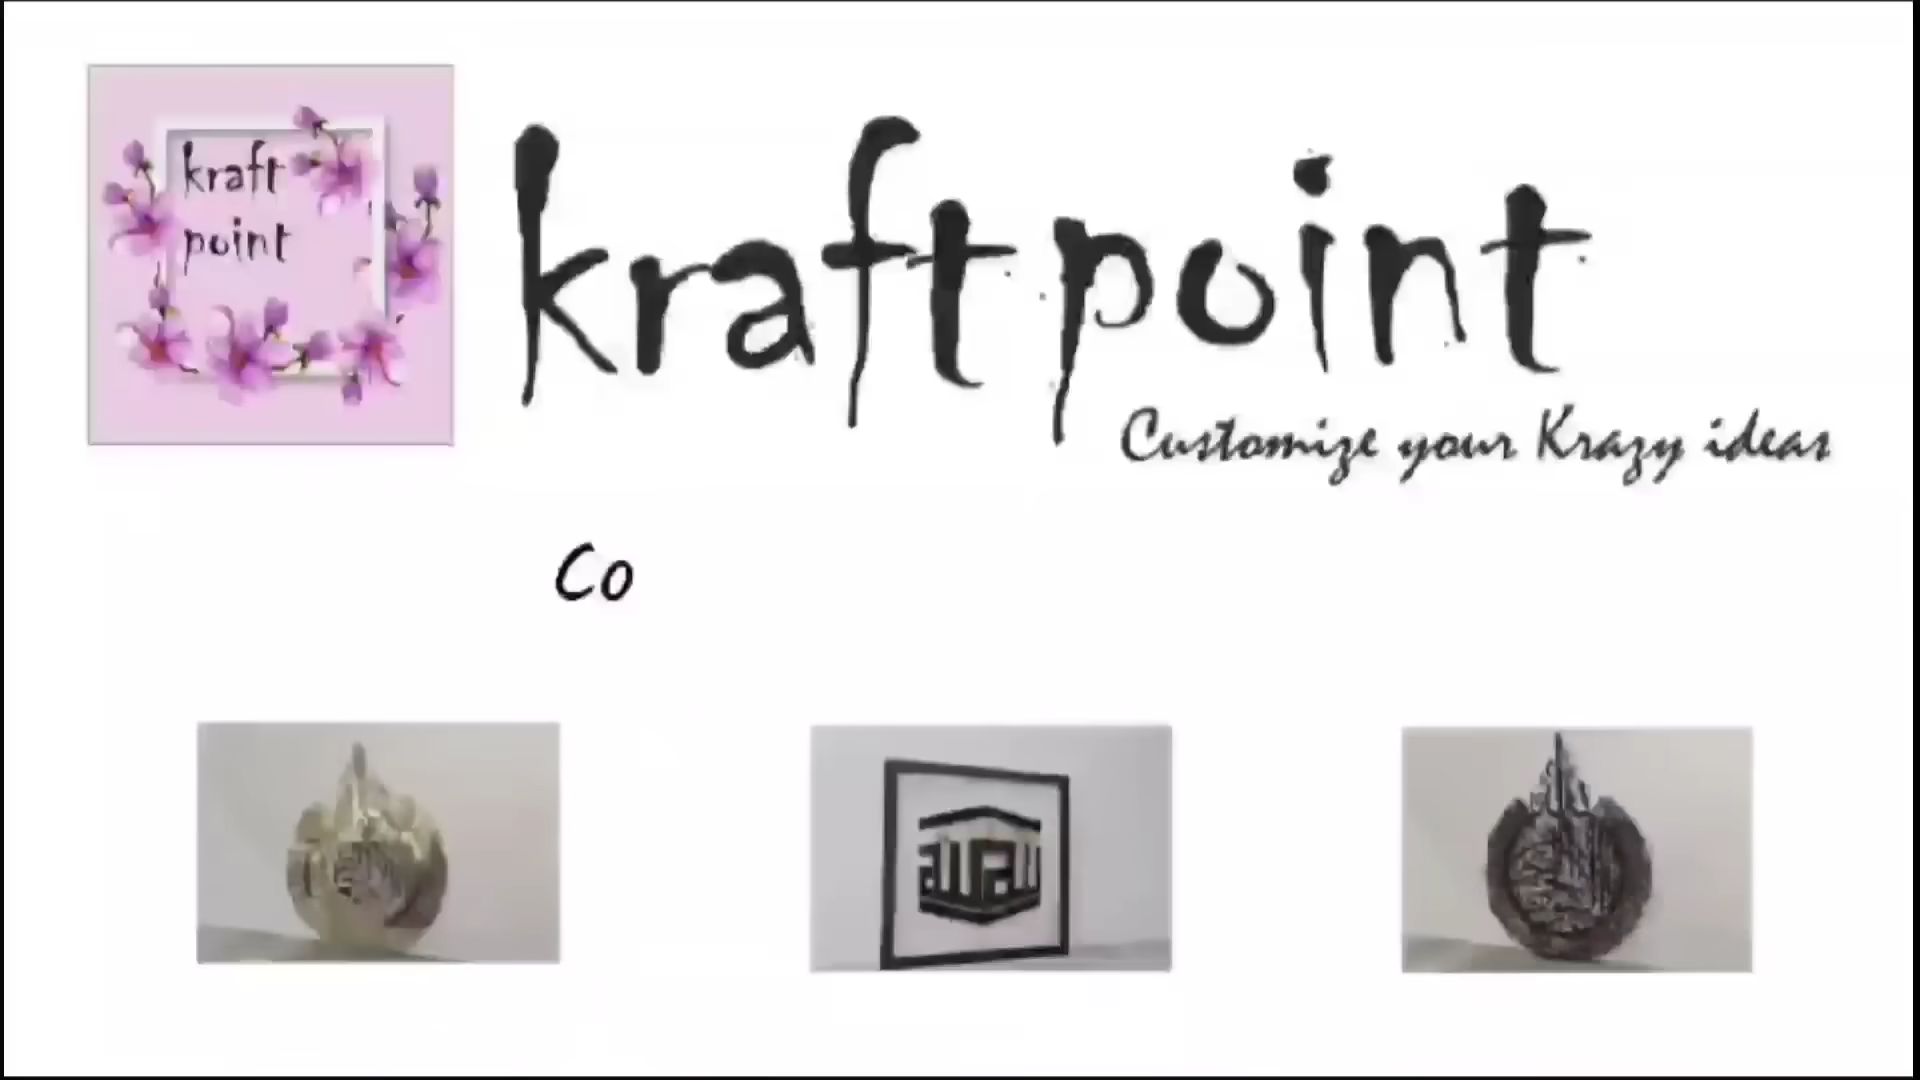 kraft
point
kraft point
Customize your Krazy ideas
Co